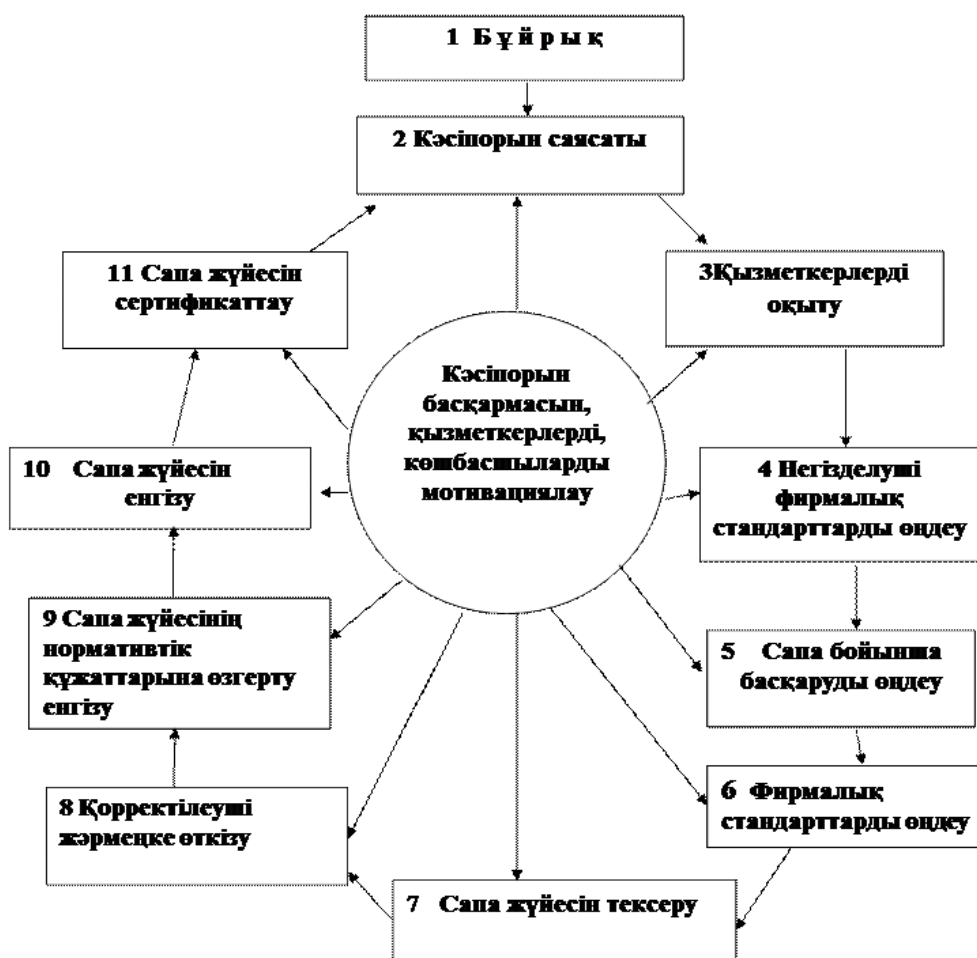 1 Б ұ й р ы қ
2 Кәсіпорын саясаты
11 Сапа жүйесін
сертификаттау
3Қызметкерлерді
оқыту
Кәсіпорын
басқармасын,
қызметкерлерді,
көшбасшыларды
мотивациялау
10 Сапа жүйесін
енгізу
4 Негізделуші
фирмалық
стандарттарды өңдеу
9 Сапа жүйесінің
нормативтік
құжаттарына өзгерту
енгізу
5 Сапа бойынша
басқаруды өңдеу
8 Қорректілеуші
жәрмеңке өткізу
6 Фирмалық
стандарттарды өңдеу
7 Сапа жүйесін тексеру